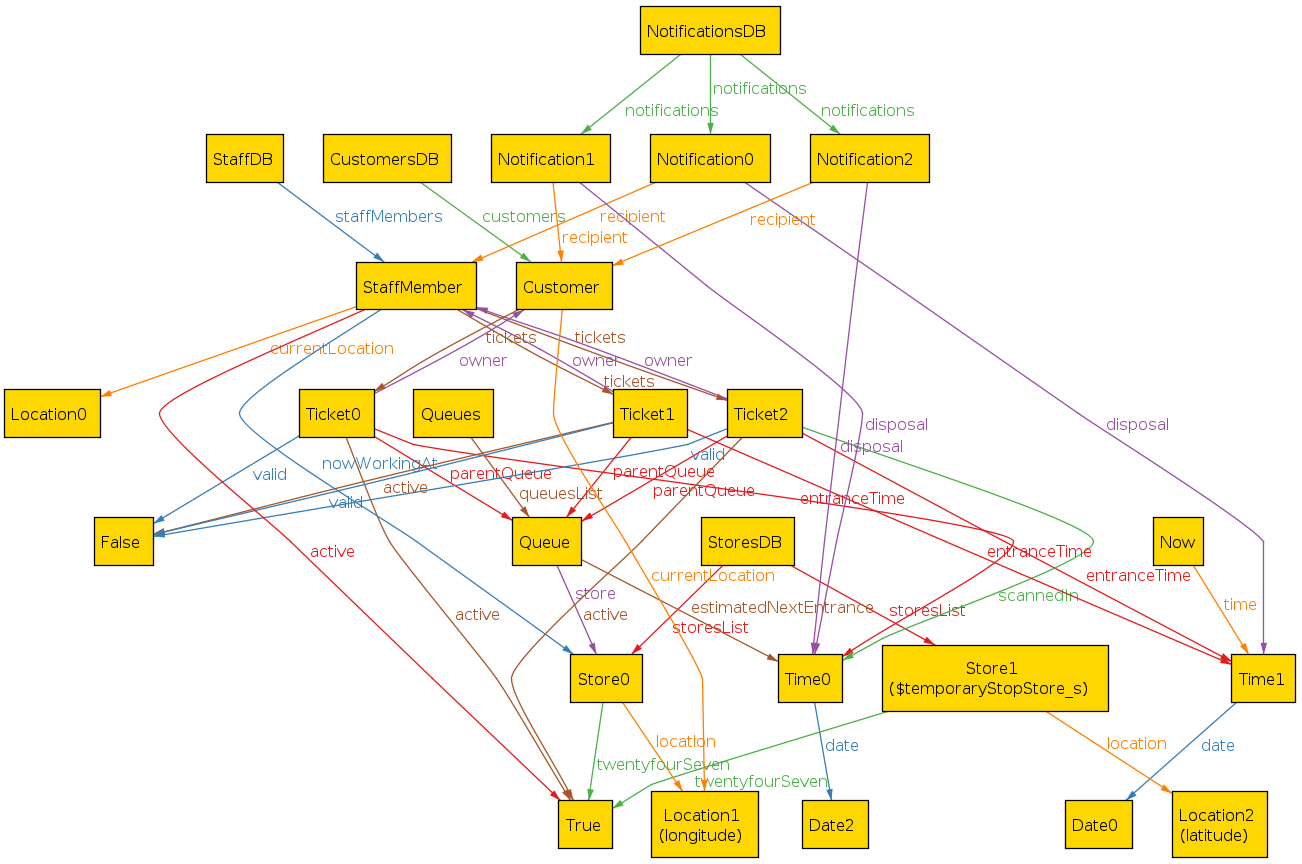 NotificationsDB
notifications
notifications
notifications
StaffDB
CustomersDB
Notification1
Notification0
Notification2
staffMembers
customers
recipient
recipient
recipient
StaffMember
Customer
currentLocation
tickets
tickets
owner
owner
owner
tickets
Location0
Ticket0
Queues
Ticket1
Ticket2
disposal
disposal
disposal
valid
nowWorkingAt
active
valid
parentQueue
queuesList
parentQueue
parentQueue
valid
entranceTime
False
Queue
StoresDB
Now
active
entranceTime
entranceTime
scannedIn
currentLocation
store
estimatedNextEntrance
active
active
storesList
storesList
time
Store0
Time0
Store1
($temporaryStopStore_s)
Time1
location
date
location
date
twentyfourSeven
twentyfourSeven
True
Location1
(longitude)
Date2
Date0
Location2
(latitude)